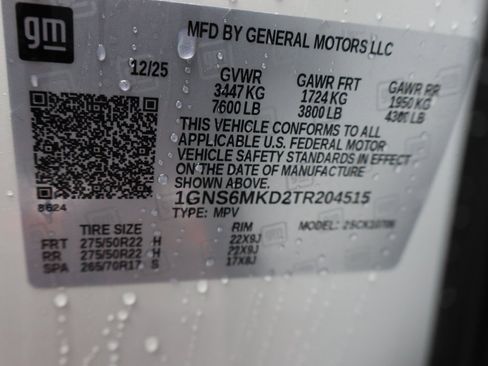 gm
MFD BY GENERAL MOTORS LLC
12/25
GVWR GAWR FRT GAWR RR
3447 KG 1724 KG 1950 KG
7600 LB 3800 LB 4300 LB
THIS VEHICLE CONFORMS TO ALL
APPLICABLE U.S. FEDERAL MOTOR
VEHICLE SAFETY STANDARDS IN EFFECT
ON THE DATE OF MANUFACTURE
SHOWN ABOVE.
1GNS6MKD2TR204515
8624
TYPE: MPV MODEL:
TIRE SIZE RIM
FRT 275/50R22 H 22X9J
RR 275/50R22 H 22X9J
SPA 265/70R17 S 17X8J